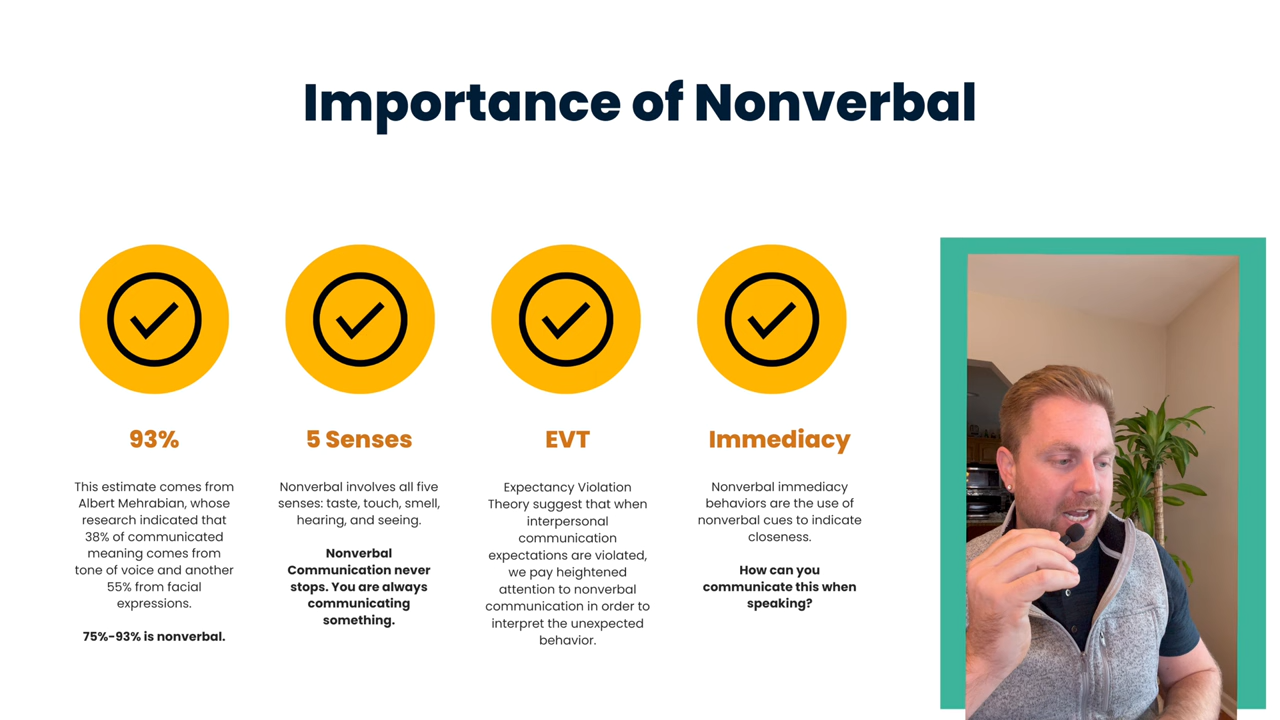 Importance of Nonverbal
93%
This estimate comes from
Albert Mehrabian, whose
research indicated that
38% of communicated
meaning comes from
tone of voice and another
55% from facial
expressions.
75%-93% is nonverbal.
5 Senses
Nonverbal involves all five
senses: taste, touch, smell,
hearing, and seeing.
Nonverbal
Communication never
stops. You are always
communicating
something.
EVT
Expectancy Violation
Theory suggest that when
interpersonal
communication
expectations are violated,
we pay heightened
attention to nonverbal
communication in order to
interpret the unexpected
behavior.
Immediacy
Nonverbal immediacy
behaviors are the use of
nonverbal cues to indicate
closeness.
How can you
communicate this when
speaking?